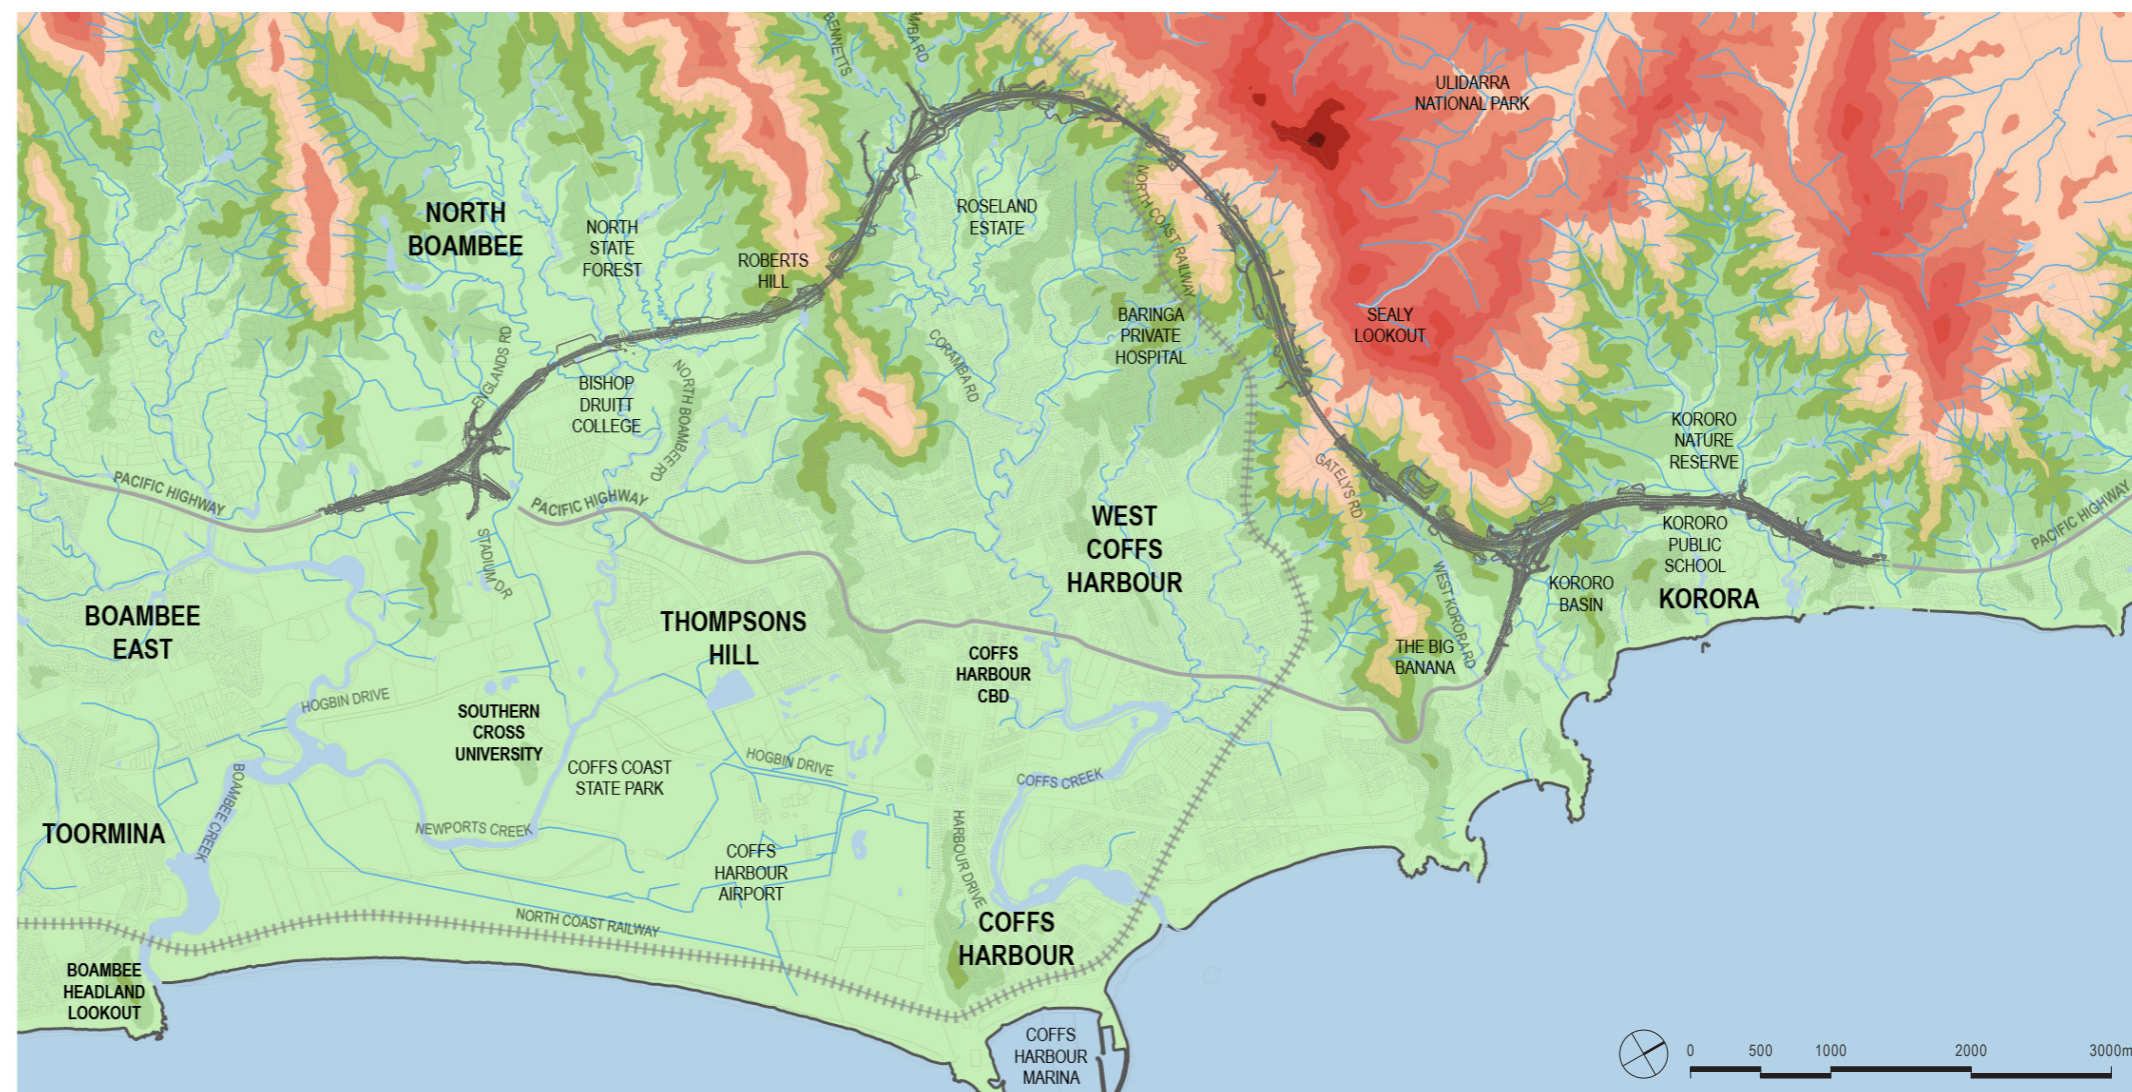 BENNETTS
MBA RD
ULIDARRA
NATIONAL PARK
NORTH
BOAMBEE
NORTH
STATE
FOREST
ROBERTS
HILL
ROSELAND
ESTATE
NORTH COAST RAILWAY
BARINGA
PRIVATE
HOSPITAL
SEALY
LOOKOUT
ENGLANDS RD
BISHOP
DRUITT
COLLEGE
NORTH BOAMBEE RD
CORAMBA RD
KORORO
NATURE
RESERVE
PACIFIC HIGHWAY
PACIFIC HIGHWAY
GATELYS RD
WEST
COFFS
HARBOUR
KORORO
PUBLIC
SCHOOL
PACIFIC HIGHWAY
STADIUM DR
WEST KORORA RD
KORORO
BASIN
KORORA
BOAMBEE
EAST
THOMPSONS
HILL
COFFS
HARBOUR
CBD
THE BIG
BANANA
HOGBIN DRIVE
SOUTHERN
CROSS
UNIVERSITY
COFFS COAST
STATE PARK
HOGBIN DRIVE
COFFS CREEK
BOAMBEE CREEK
TOORMINA
NEWPORTS CREEK
COFFS
HARBOUR
AIRPORT
HARBOUR DRIVE
NORTH COAST RAILWAY
COFFS
HARBOUR
BOAMBEE
HEADLAND
LOOKOUT
COFFS
HARBOUR
MARINA
0 500 1000 2000 3000m